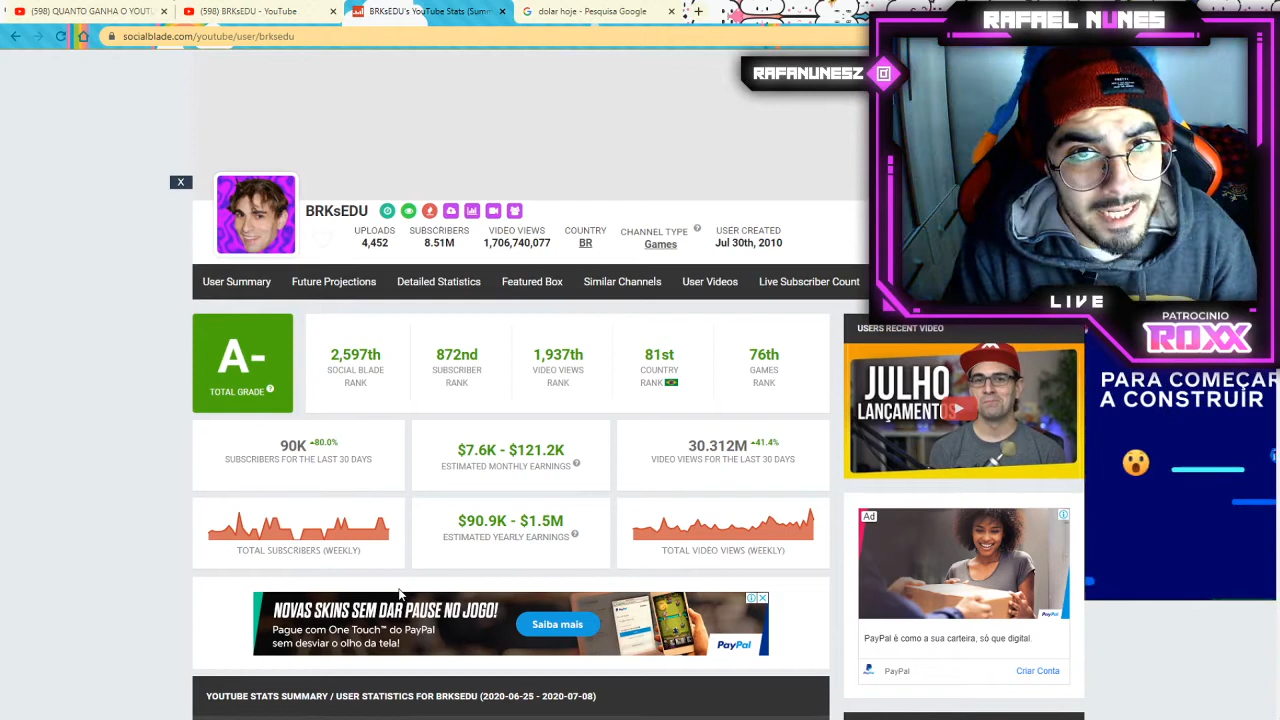 (598) QUANTO GANHA O YOUTU
(598) BRKsEDU - YouTube
BRKsEDU's YouTube Stats (Summ
dolar hoje - Pesquisa Google
socialblade.com/youtube/user/brksedu
RAFAEL NUNES
RAFANUNESZ
LIVE
PATROCINIO
ROXX
X
BRKsEDU
UPLOADS
4,452
SUBSCRIBERS
8.51M
VIDEO VIEWS
1,706,740,077
COUNTRY
BR
CHANNEL TYPE
Games
USER CREATED
Jul 30th, 2010
User Summary
Future Projections
Detailed Statistics
Featured Box
Similar Channels
User Videos
Live Subscriber Count
A-
TOTAL GRADE
2,597th
SOCIAL BLADE
RANK
872nd
SUBSCRIBER
RANK
1,937th
VIDEO VIEWS
RANK
81st
COUNTRY
RANK
76th
GAMES
RANK
90K 80.0%
SUBSCRIBERS FOR THE LAST 30 DAYS
$7.6K - $121.2K
ESTIMATED MONTHLY EARNINGS
30.312M 41.4%
VIDEO VIEWS FOR THE LAST 30 DAYS
TOTAL SUBSCRIBERS (WEEKLY)
$90.9K - $1.5M
ESTIMATED YEARLY EARNINGS
TOTAL VIDEO VIEWS (WEEKLY)
USERS RECENT VIDEO
JULHO
LANÇAMENTOS
PARA COMEÇAR
A CONSTRUIR
Ad
PayPal
PayPal é como a sua carteira, só que digital.
PayPal
Criar Conta
NOVAS SKINS SEM DAR PAUSE NO JOGO!
Pague com One Touch™ do PayPal
sem desviar o olho da tela!
Saiba mais
PayPal
YOUTUBE STATS SUMMARY / USER STATISTICS FOR BRKSEDU (2020-06-25 - 2020-07-08)